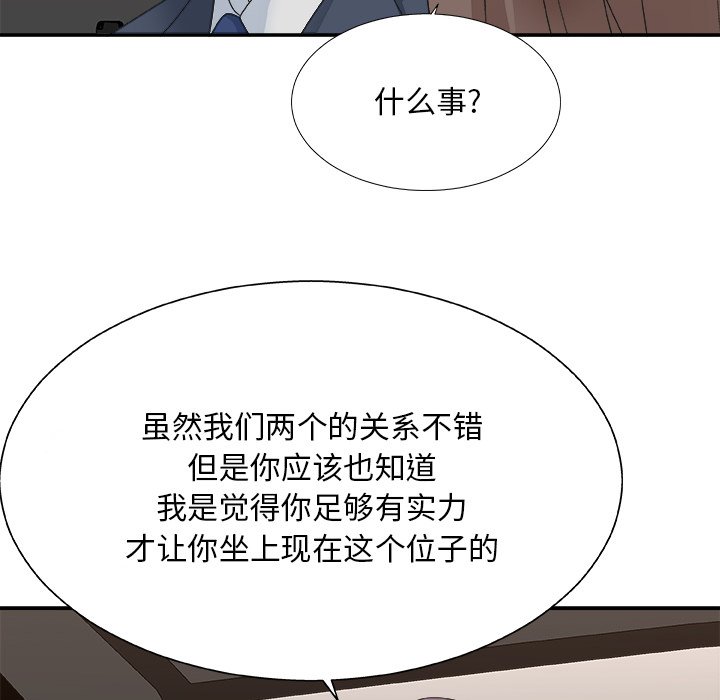 什么事?
虽然我们两个的关系不错
但是你应该也知道
我是觉得你足够有实力
才让你坐上现在这个位子的